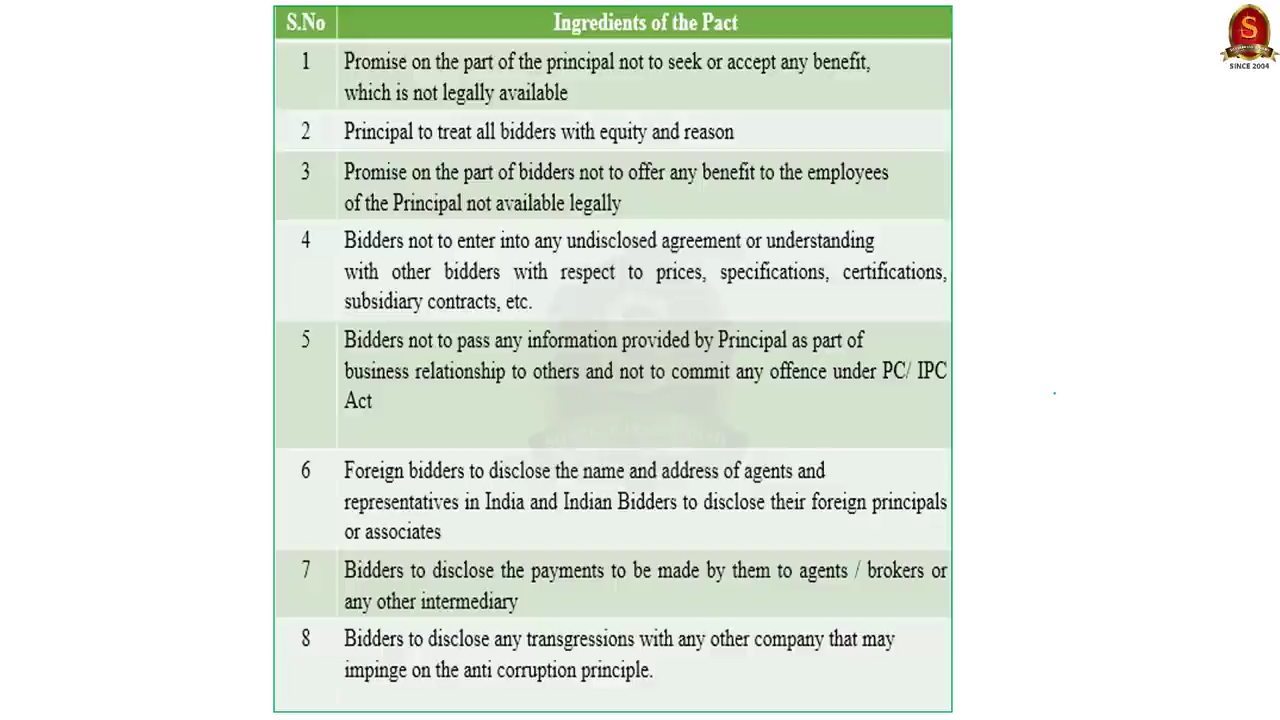 S.No Ingredients of the Pact
1 Promise on the part of the principal not to seek or accept any benefit,
which is not legally available
2 Principal to treat all bidders with equity and reason
3 Promise on the part of bidders not to offer any benefit to the employees
of the Principal not available legally
4 Bidders not to enter into any undisclosed agreement or understanding
with other bidders with respect to prices, specifications, certifications,
subsidiary contracts, etc.
5 Bidders not to pass any information provided by Principal as part of
business relationship to others and not to commit any offence under PC/ IPC
Act
6 Foreign bidders to disclose the name and address of agents and
representatives in India and Indian Bidders to disclose their foreign principals
or associates
7 Bidders to disclose the payments to be made by them to agents / brokers or
any other intermediary
8 Bidders to disclose any transgressions with any other company that may
impinge on the anti corruption principle.
S
SINCE 2004